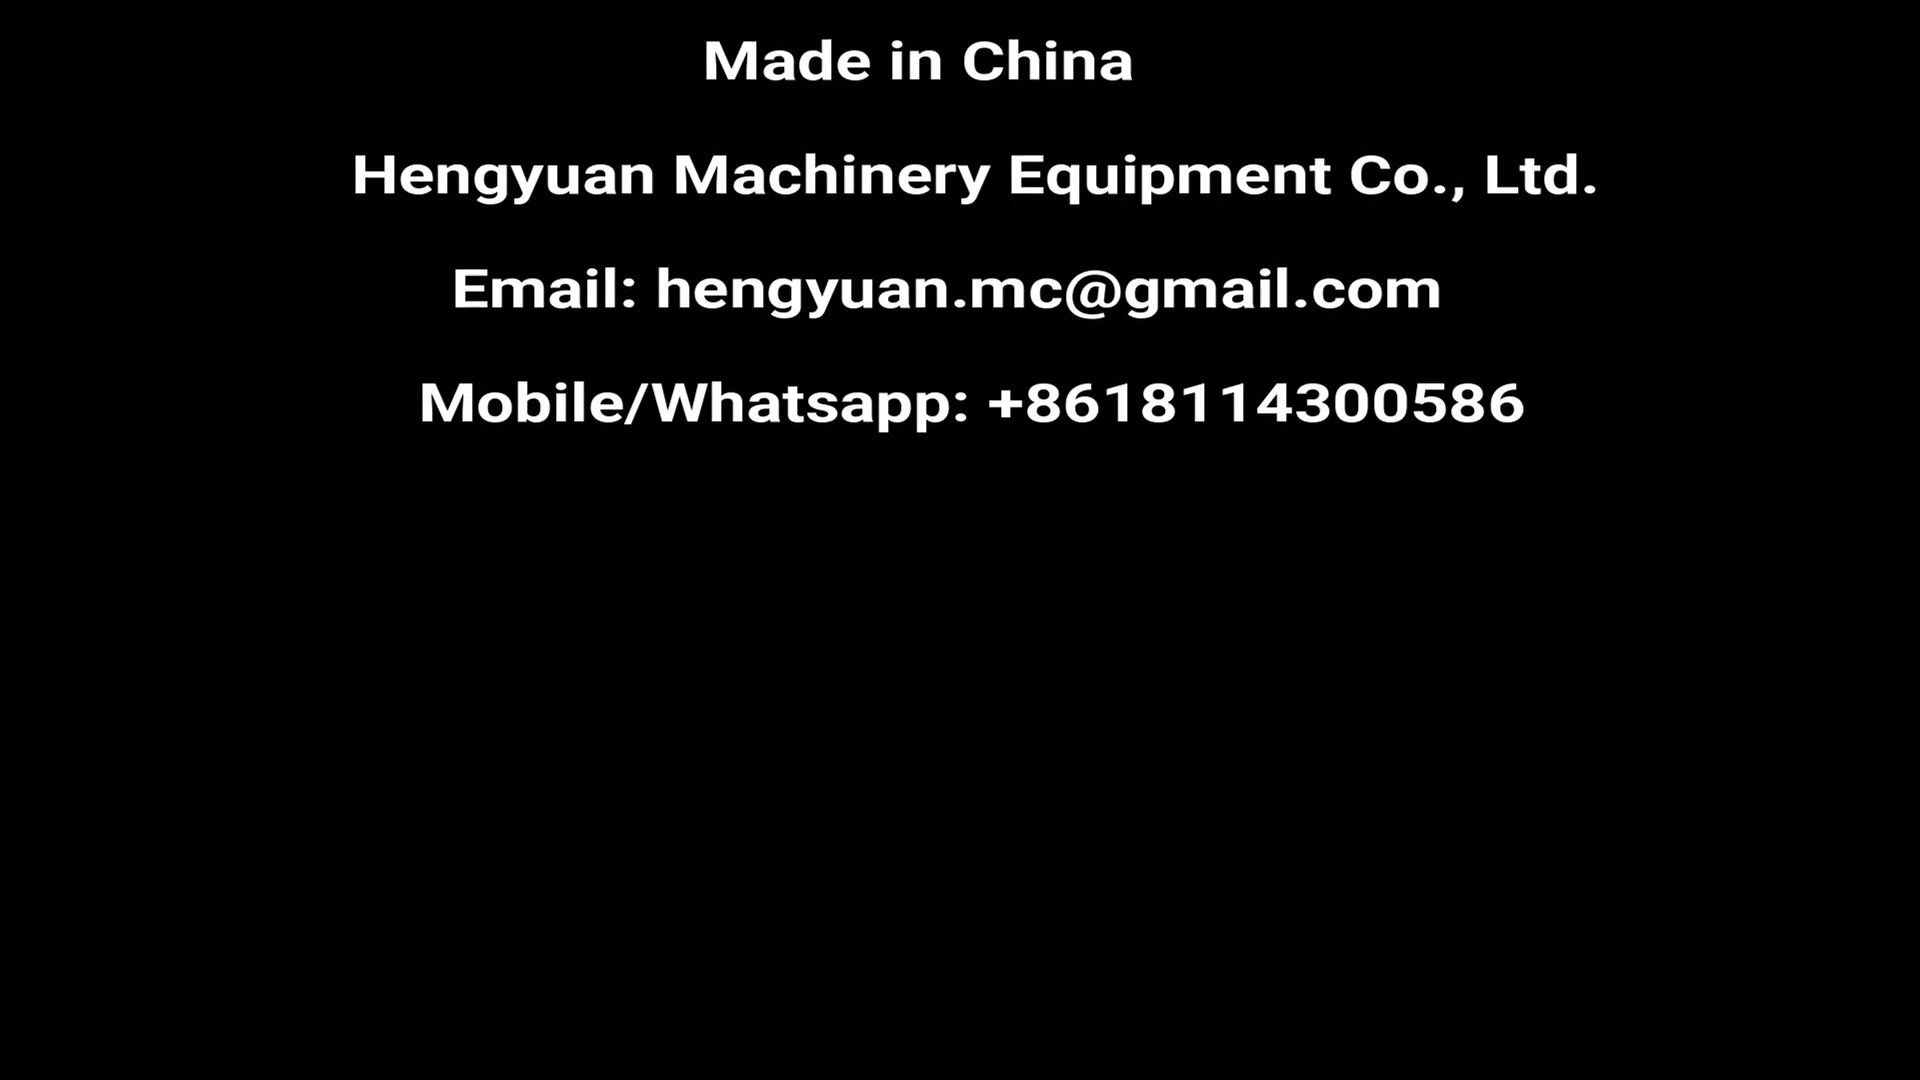 Made in China
Hengyuan Machinery Equipment Co., Ltd.
Email: hengyuan.mc@gmail.com
Mobile/Whatsapp: +8618114300586